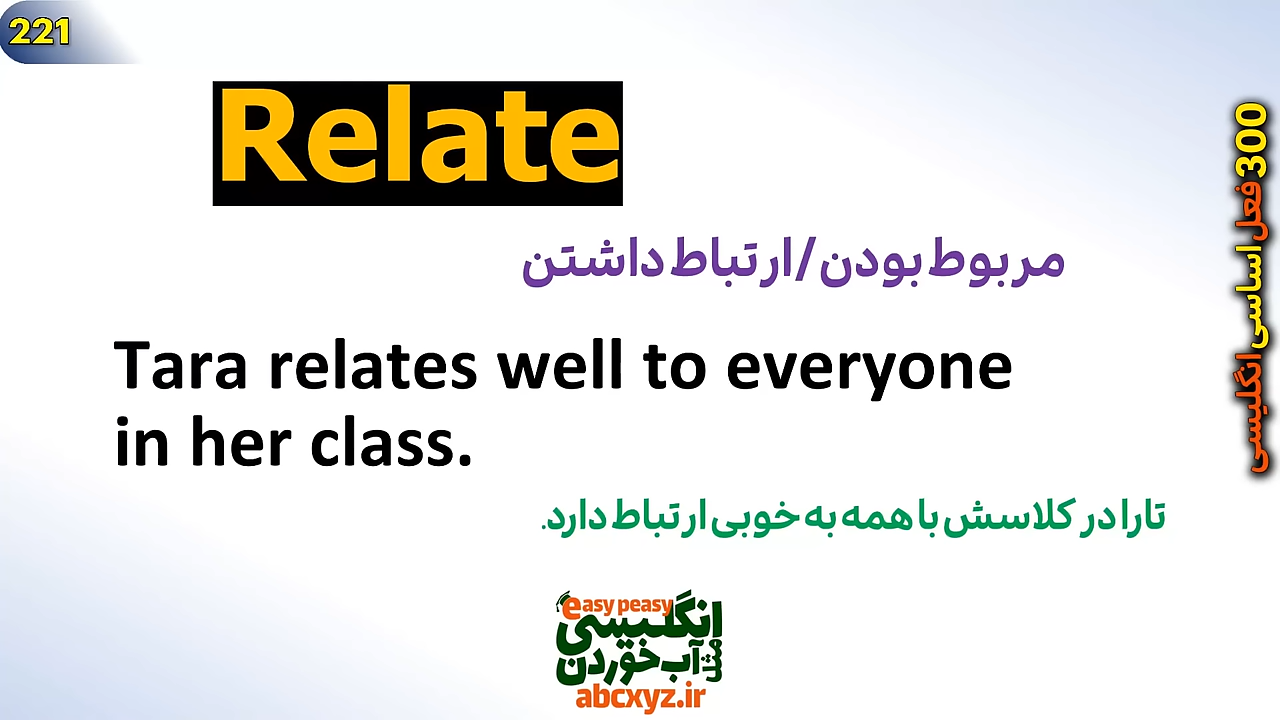 221
Relate
مربوط بودن/ارتباط داشتن
Tara relates well to everyone
in her class.
تارا در کلاسش با همه به خوبی ارتباط دارد.
300 فعل اساسی انگلیسی
easy peasy
انگلیسی
مثل آب خوردن
abcxyz.ir